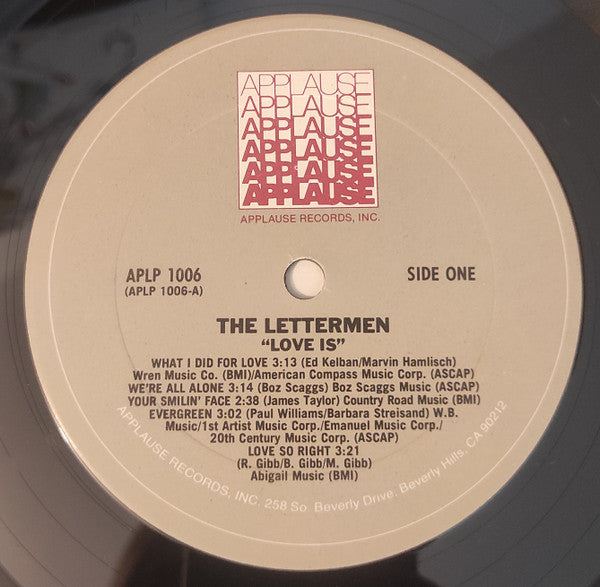 APPLAUSE
APPLAUSE
APPLAUSE
APPLAUSE
APPLAUSE
APPLAUSE
APPLAUSE RECORDS, INC.
APLP 1006
(APLP 1006-A)
SIDE ONE
THE LETTERMEN
"LOVE IS"
WHAT I DID FOR LOVE 3:13 (Ed Kelban/Marvin Hamlisch)
Wren Music Co. (BMI)/American Compass Music Corp. (ASCAP)
WE'RE ALL ALONE 3:14 (Boz Scaggs) Boz Scaggs Music (ASCAP)
YOUR SMILIN' FACE 2:38 (James Taylor) Country Road Music (BMI)
EVERGREEN 3:02 (Paul Williams/Barbara Streisand) W.B.
Music/1st Artist Music Corp./Emanuel Music Corp./
20th Century Music Corp. (ASCAP)
LOVE SO RIGHT 3:21
(R. Gibb/B. Gibb/M. Gibb)
Abigail Music (BMI)
APPLAUSE RECORDS, INC. 258 So. Beverly Drive. Beverly Hills, CA 90212